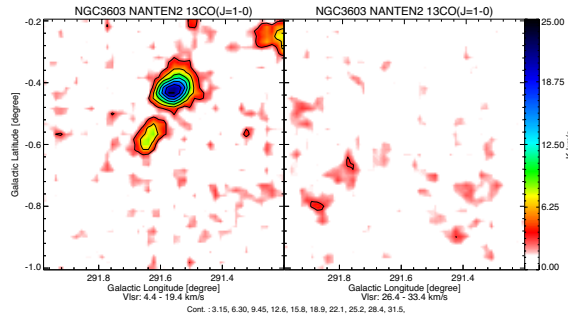 NGC3603 NANTEN2 13CO(J=1-0) NGC3603 NANTEN2 13CO(J=1-0)
-0.2
-0.4
-0.6
-0.8
-1.0
Galactic Latitude [degree]
25.00
18.75
12.50
6.25
0.00
291.8 291.6 291.4 291.8 291.6 291.4
Galactic Longitude [degree] Galactic Longitude [degree]
Vlsr: 4.4 - 19.4 km/s Vlsr: 26.4 - 33.4 km/s
Cont. : 3.15, 6.30, 9.45, 12.6, 15.8, 18.9, 22.1, 25.2, 28.4, 31.5,